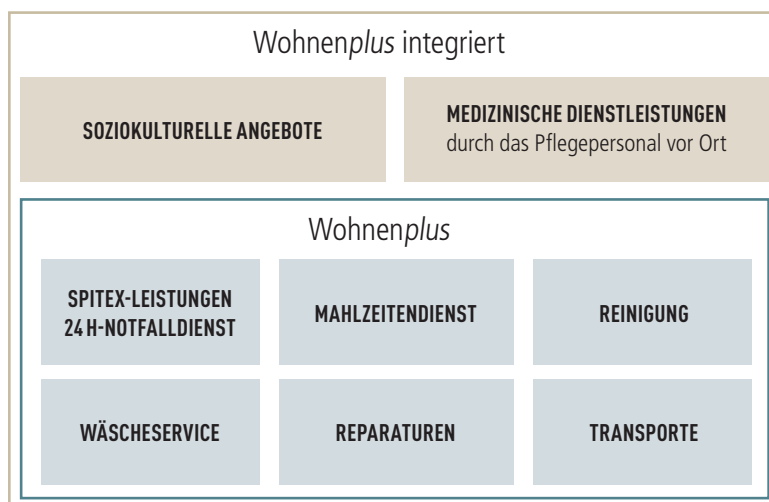 Wohnenplus integriert
SOZIOKULTURELLE ANGEBOTE
MEDIZINISCHE DIENSTLEISTUNGEN
durch das Pflegepersonal vor Ort
Wohnenplus
SPITEX-LEISTUNGEN
24 H-NOTFALLDIENST
MAHLZEITENDIENST
REINIGUNG
WÄSCHESERVICE
REPARATUREN
TRANSPORTE